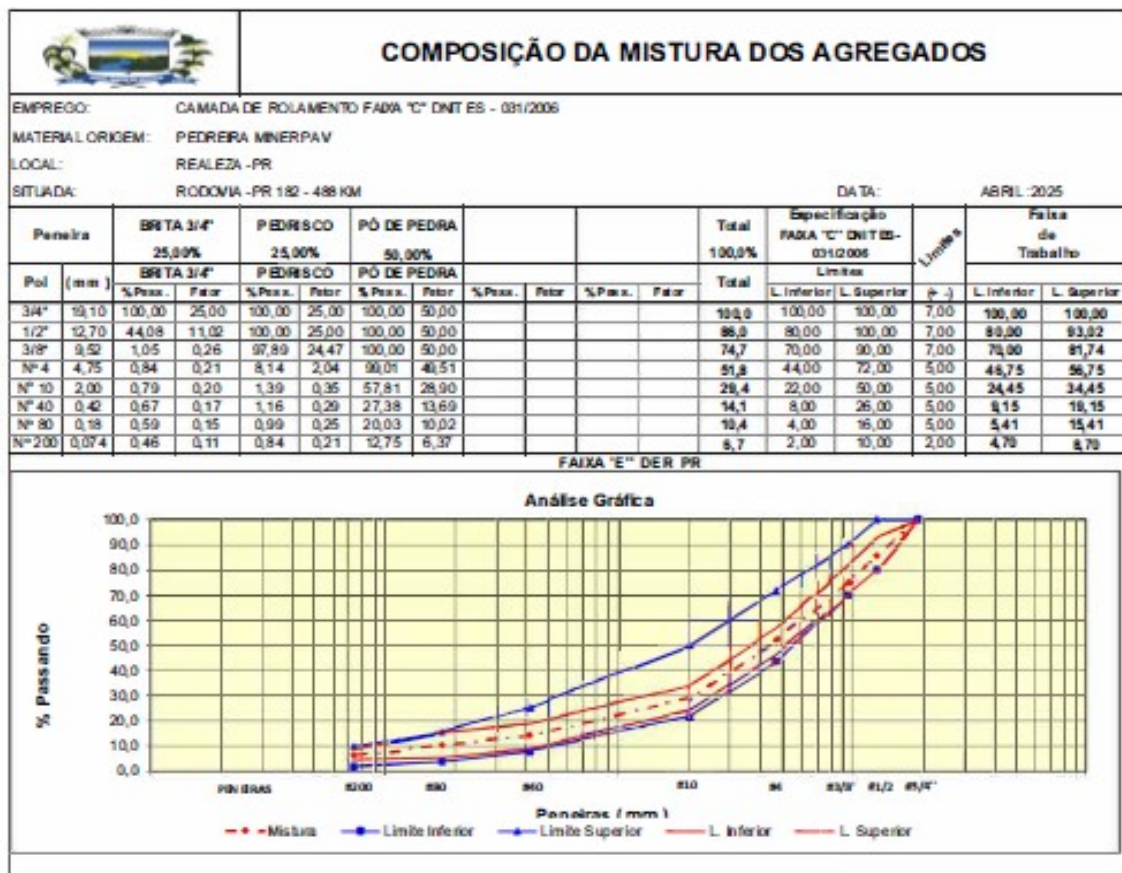 COMPOSIÇÃO DA MISTURA DOS AGREGADOS
EMPREGO: CAMADA DE ROLAMENTO FAIXA "C" DNIT ES - 031/2006
MATERIAL ORIGEM: PEDREIRA MINERPAV
LOCAL: REALEZA -PR
SITUADA: RODOVIA -PR 182 - 488 KM DATA: ABRIL :2025
Peneira BRITA 3/4" PEDRISCO PÓ DE PEDRA Total Especificação FAIXA "C" DNIT ES- 031/2006 Limites Faixa de Trabalho
25,00% 25,00% 50,00% 100,0%
Pol (mm) BRITA 3/4" PEDRISCO PÓ DE PEDRA Total Limites
%Pass. Fator %Pass. Fator %Pass. Fator %Pass. Fator %Pass. Fator L. Inferior L. Superior (+ -) L. Inferior L. Superior
3/4" 19,10 100,00 25,00 100,00 25,00 100,00 50,00 100,0 100,00 100,00 7,00 100,00 100,00
1/2" 12,70 44,08 11,02 100,00 25,00 100,00 50,00 86,0 80,00 100,00 7,00 80,00 93,02
3/8" 9,52 1,05 0,26 97,89 24,47 100,00 50,00 74,7 70,00 90,00 7,00 70,00 81,74
Nº 4 4,75 0,84 0,21 8,14 2,04 99,01 49,51 51,8 44,00 72,00 5,00 46,75 56,75
N° 10 2,00 0,79 0,20 1,39 0,35 57,81 28,90 29,4 22,00 50,00 5,00 24,45 34,45
N° 40 0,42 0,67 0,17 1,16 0,29 27,38 13,69 14,1 8,00 26,00 5,00 9,15 19,15
Nº 80 0,18 0,59 0,15 0,99 0,25 20,03 10,02 10,4 4,00 16,00 5,00 5,41 15,41
Nº 200 0,074 0,46 0,11 0,84 0,21 12,75 6,37 6,7 2,00 10,00 2,00 4,70 8,70
FAIXA "E" DER PR
Análise Gráfica
% Passando
100,0
90,0
80,0
70,0
60,0
50,0
40,0
30,0
20,0
10,0
0,0
PENEIRAS #200 #80 #40 #10 #4 #3/8" #1/2 #3/4"
Peneiras ( mm )
Mistura Limite Inferior Limite Superior L. Inferior L. Superior